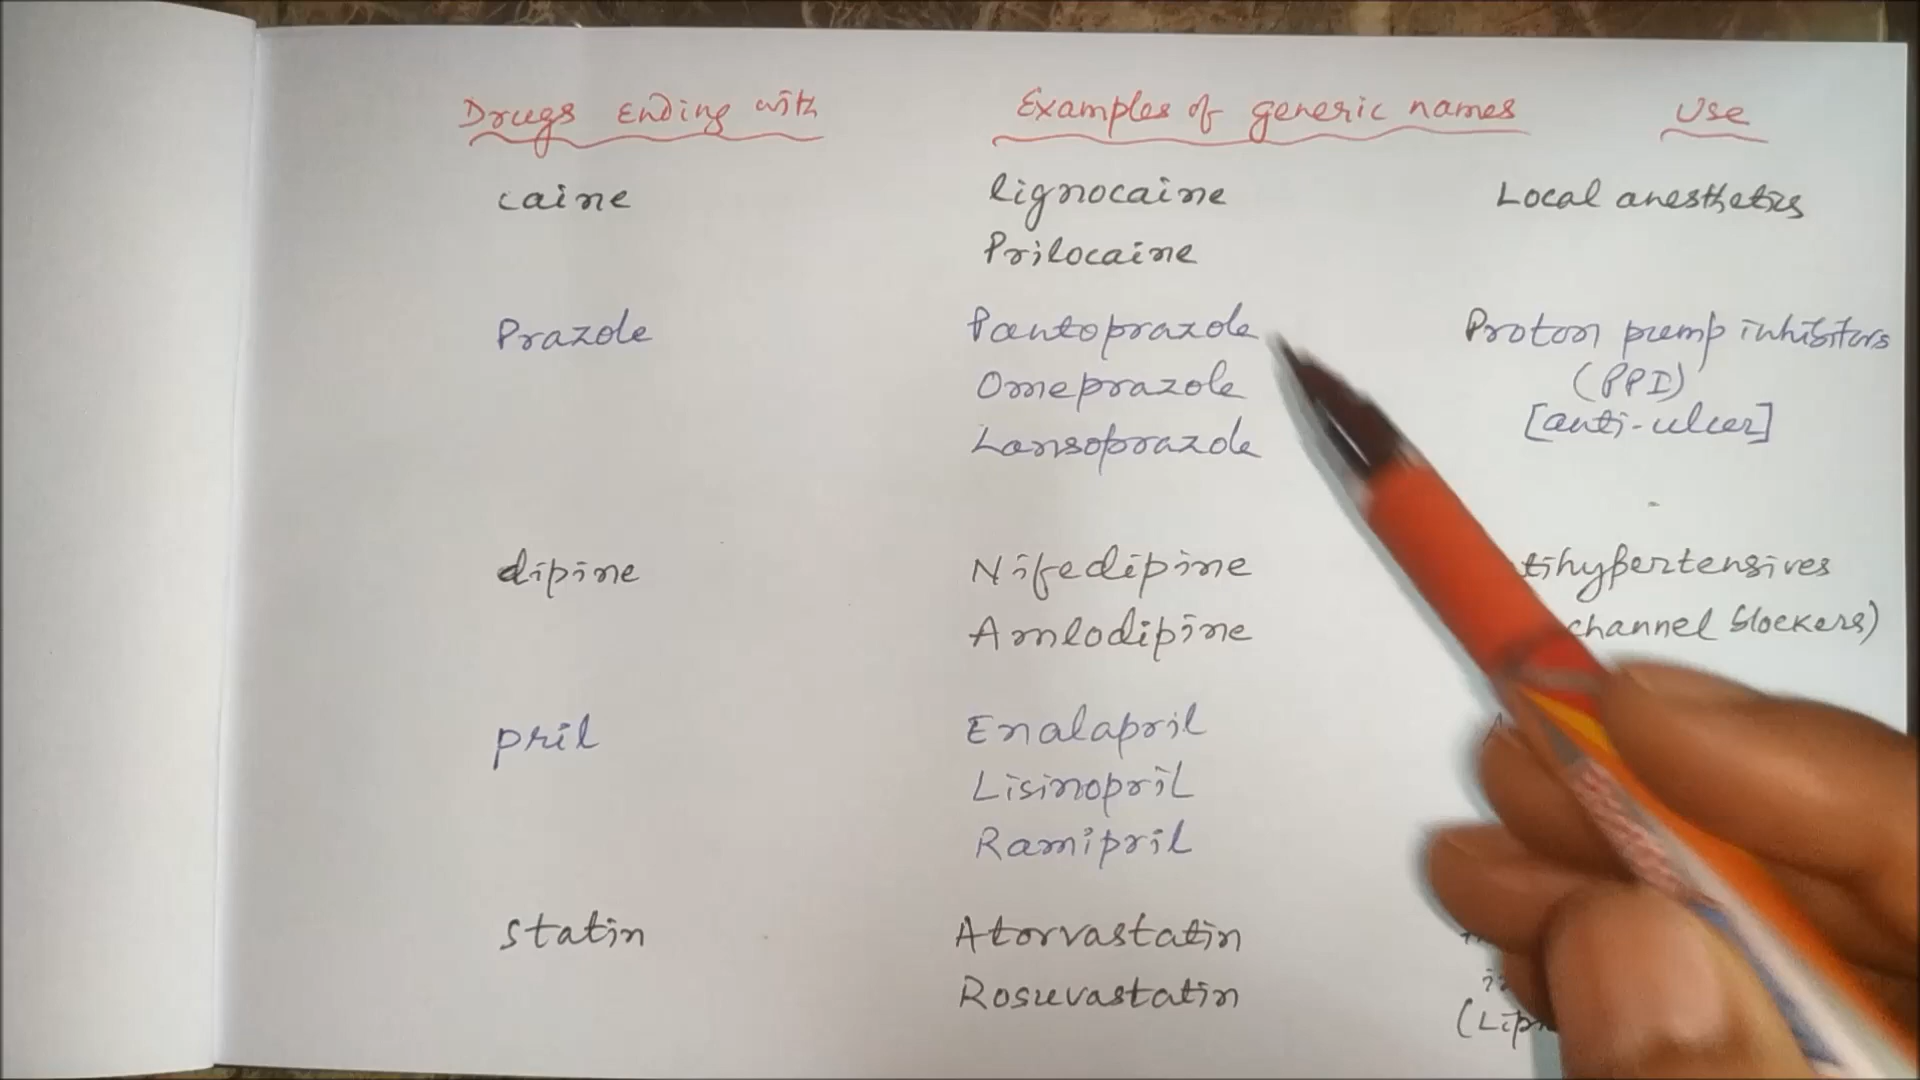 Drugs Ending with Examples of generic names Use
caine lignocaine Local anesthetics
Prilocaine
Prazole Pantoprazole Proton pump inhibitors
Omeprazole (PPI)
Lansoprazole [anti-ulcer]
dipine Nifedipine tihypertensives
Amlodipine channel blockers)
pril Enalapril
Lisinopril
Ramipril
statin Atorvastatin
Rosuvastatin